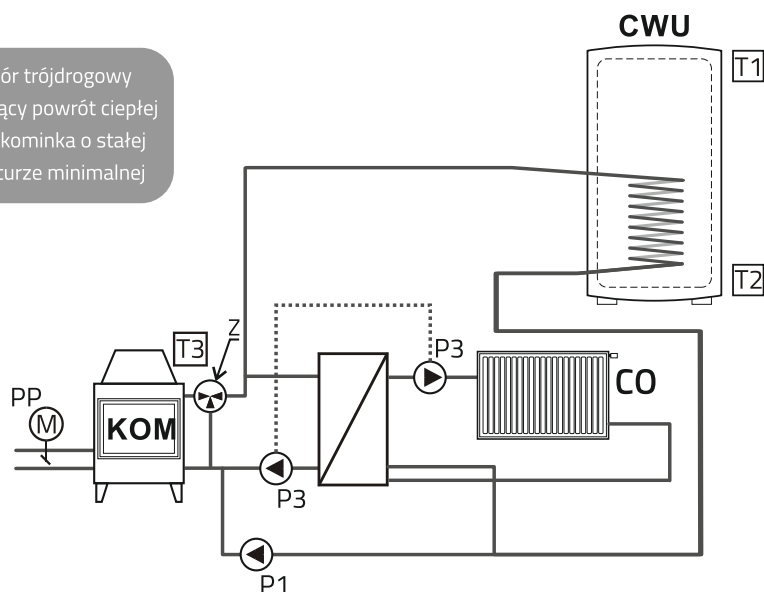 CWU
T1
ór trójdrogowy
ący powrót ciepłej
kominka o stałej
turze minimalnej
T2
Z
T3
P3
CO
PP
M
KOM
P3
P1